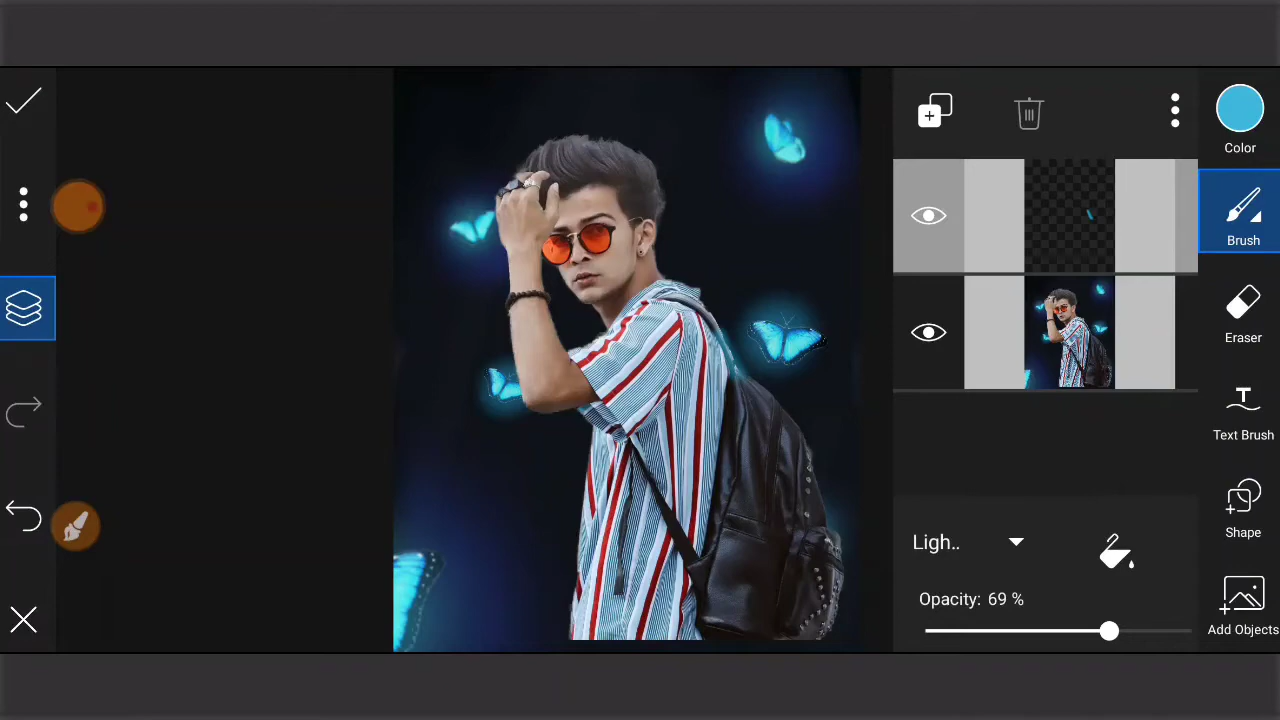 Color
Brush
Eraser
Text Brush
Shape
Ligh..
Opacity: 69 %
Add Objects